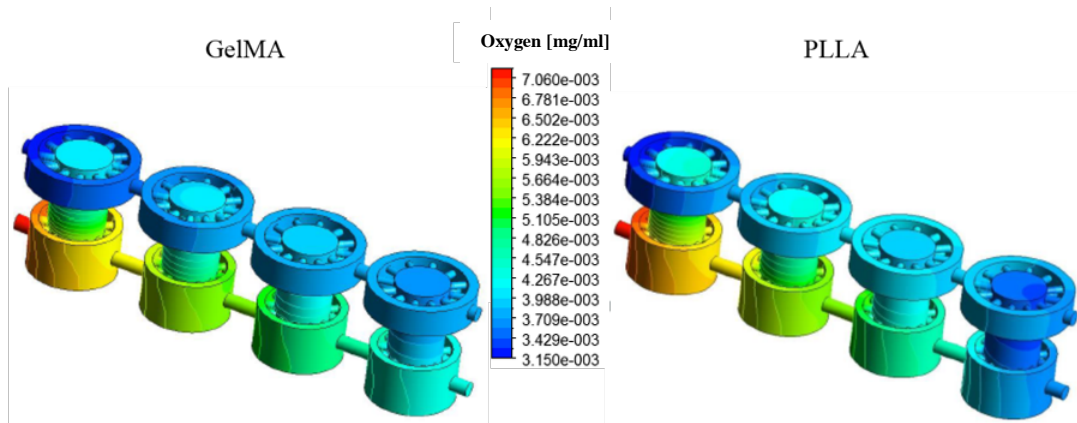 GelMA
Oxygen [mg/ml]
PLLA
7.060e-003
6.781e-003
6.502e-003
6.222e-003
5.943e-003
5.664e-003
5.384e-003
5.105e-003
4.826e-003
4.547e-003
4.267e-003
3.988e-003
3.709e-003
3.429e-003
3.150e-003